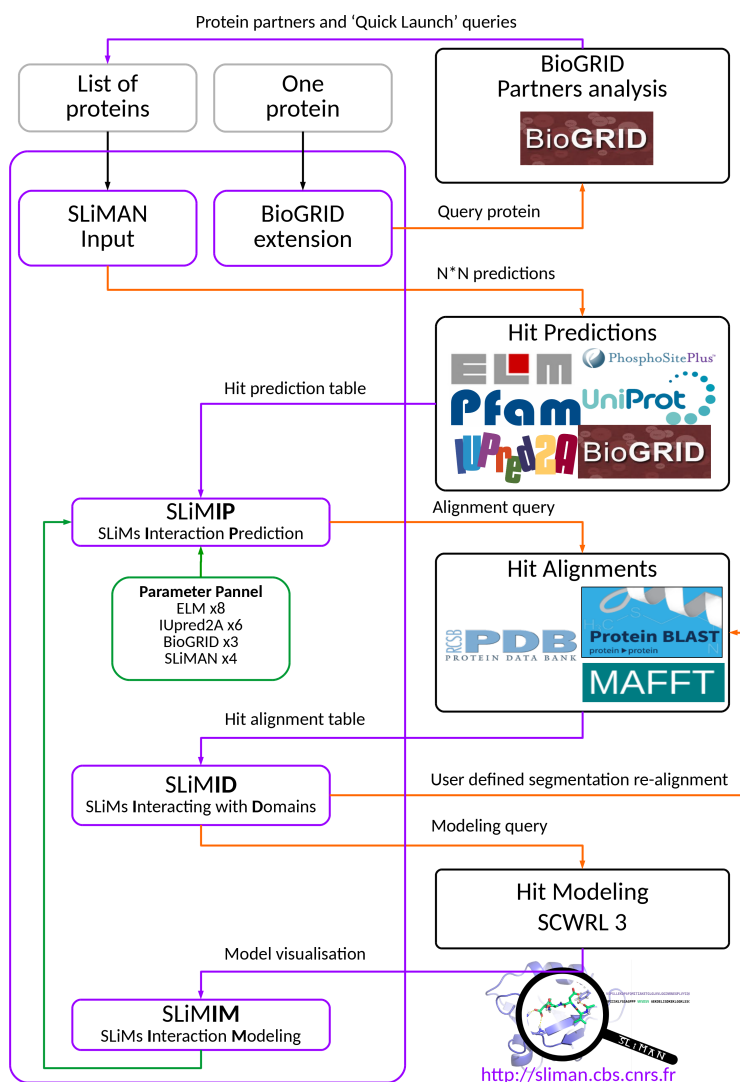 Protein partners and ‘Quick Launch’ queries
List of
proteins
One
protein
BioGRID
Partners analysis
BioGRID
SLiMAN
Input
BioGRID
extension
Query protein
N*N predictions
Hit Predictions
ELM
PhosphoSitePlus
Pfam
UniProt
IUPred2A
BioGRID
Hit prediction table
SLiMIP
SLiMs Interaction Prediction
Alignment query
Parameter Pannel
ELM x8
IUpred2A x6
BioGRID x3
SLiMAN x4
Hit Alignments
RCSB
PDB
PROTEIN DATA BANK
H C S N
Protein BLAST
protein ▸ protein
MAFFT
Hit alignment table
SLiMID
SLiMs Interacting with Domains
User defined segmentation re-alignment
Modeling query
Hit Modeling
SCWRL 3
Model visualisation
SLiMIM
SLiMs Interaction Modeling
SLiMAN
http://sliman.cbs.cnrs.fr